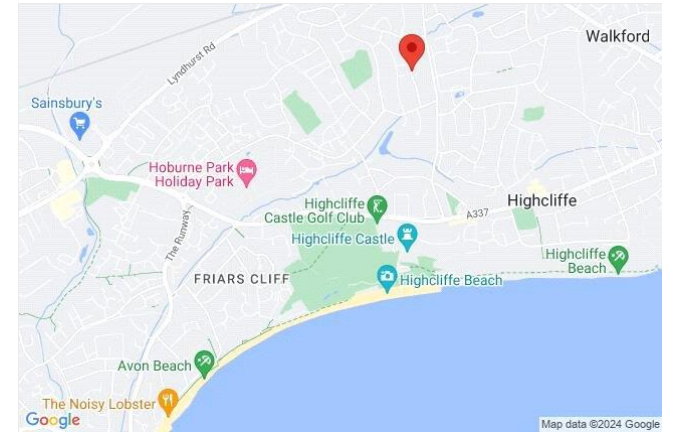 Walkford
Lyndhurst Rd
Sainsbury's
Hoburne Park
Holiday Park
Highcliffe
Castle Golf Club
Highcliffe
A337
The Runway
Highcliffe Castle
Highcliffe
Beach
FRIARS CLIFF
Highcliffe Beach
Avon Beach
The Noisy Lobster
Google
Map data ©2024 Google